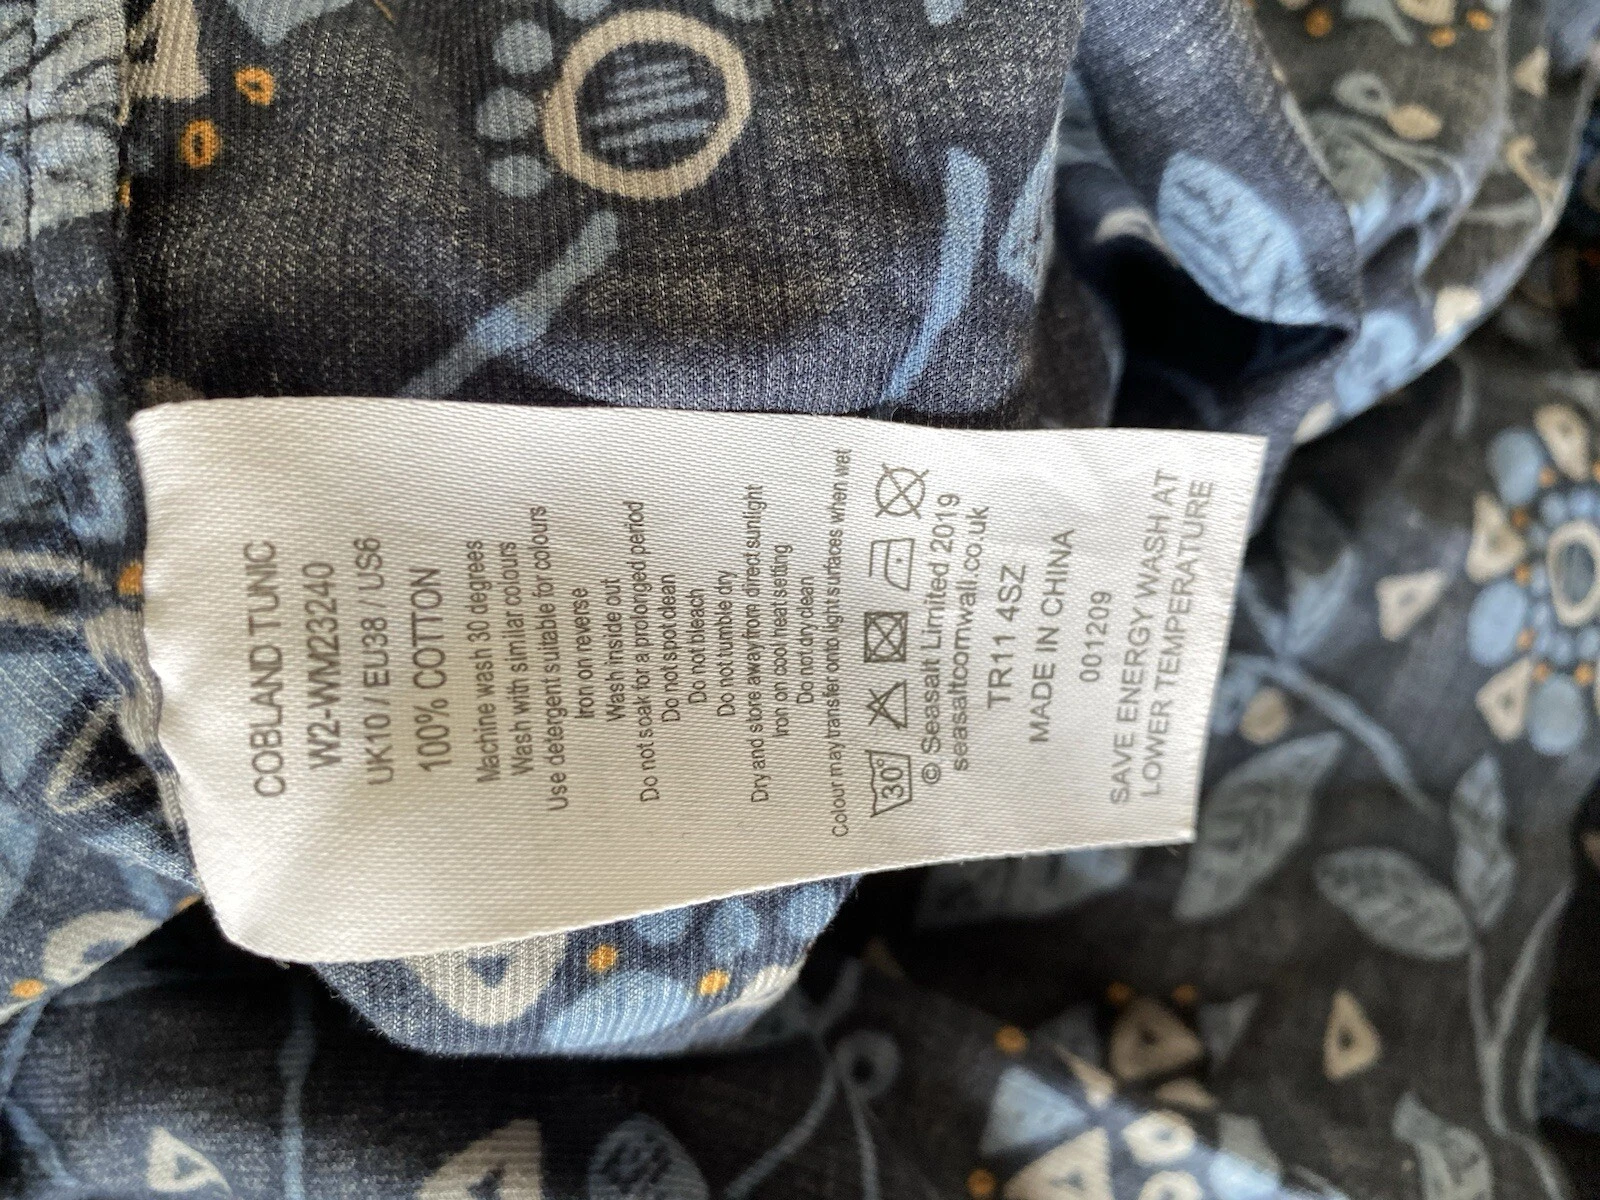 COBLAND TUNIC
W2-WM23240
UK10 / EU38 / US6
100% COTTON
Machine wash 30 degrees
Wash with similar colours
Use detergent suitable for colours
Iron on reverse
Wash inside out
Do not soak for a prolonged period
Do not spot clean
Do not bleach
Do not tumble dry
Dry and store away from direct sunlight
Iron on cool heat setting
Do not dry clean
Colour may transfer onto light surfaces when wet
30°
© Seasalt Limited 2019
seasaltcornwall.co.uk
TR11 4SZ
MADE IN CHINA
001209
SAVE ENERGY WASH AT
LOWER TEMPERATURE